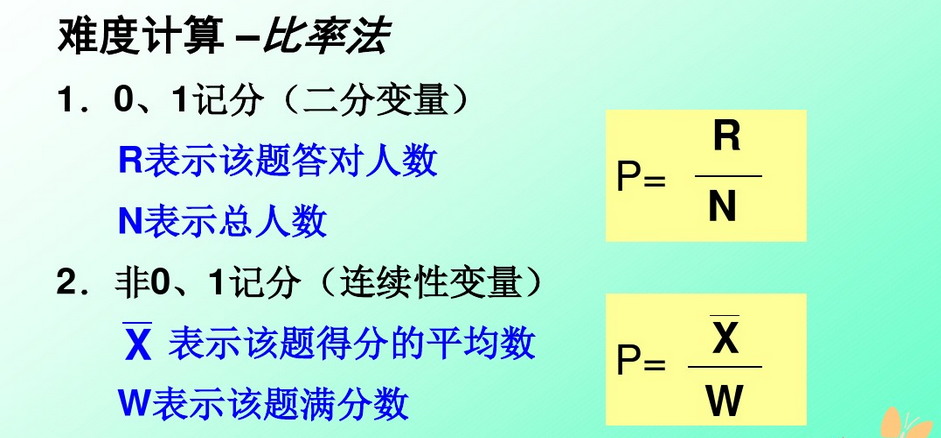 难度计算 –比率法
1．0、1记分（二分变量）
R表示该题答对人数
N表示总人数
P= R/N
2．非0、1记分（连续性变量）
X̄ 表示该题得分的平均数
W表示该题满分数
P= X̄/W